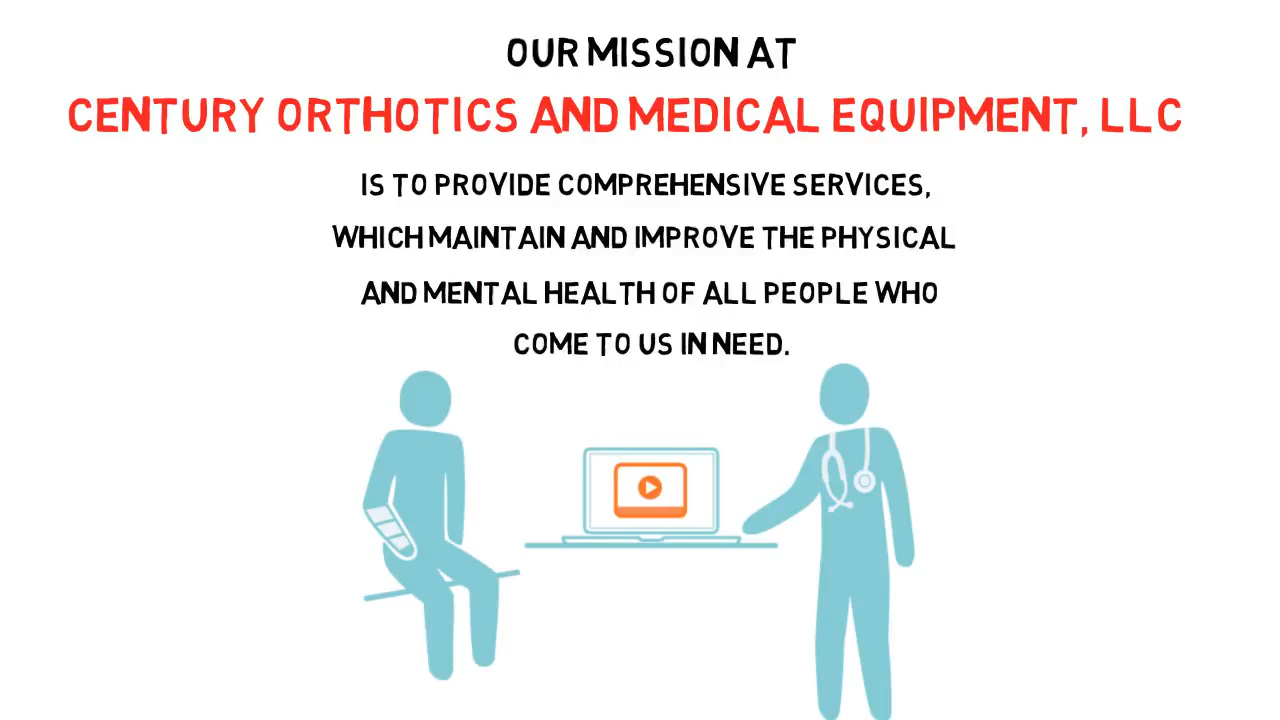 OUR MISSION AT
CENTURY ORTHOTICS AND MEDICAL EQUIPMENT, LLC
IS TO PROVIDE COMPREHENSIVE SERVICES,
WHICH MAINTAIN AND IMPROVE THE PHYSICAL
AND MENTAL HEALTH OF ALL PEOPLE WHO
COME TO US IN NEED.